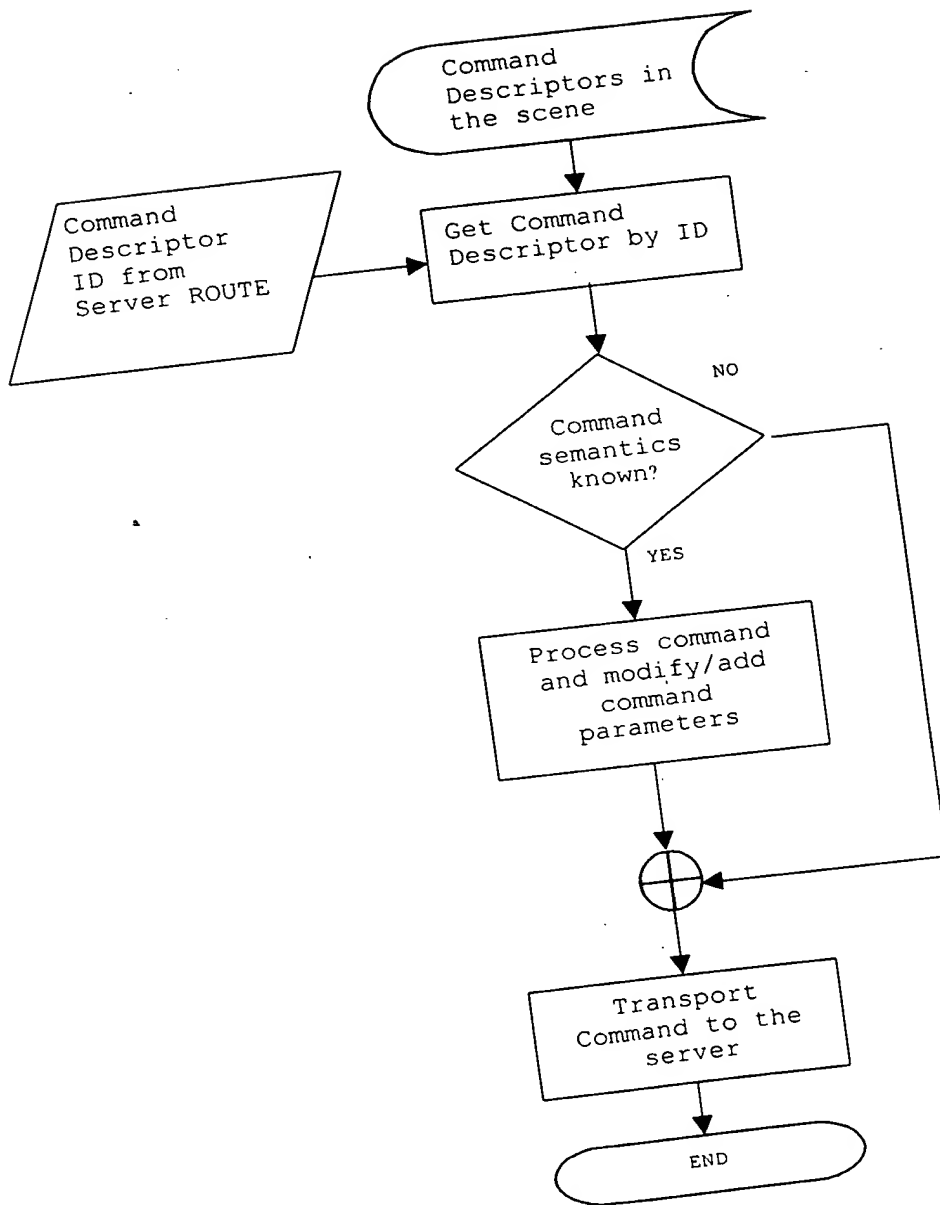 Command
Descriptors in
the scene
Command
Descriptor
ID from
Server ROUTE
Get Command
Descriptor by ID
NO
Command
semantics
known?
YES
Process command
and modify/add
command
parameters
Transport
Command to the
server
END